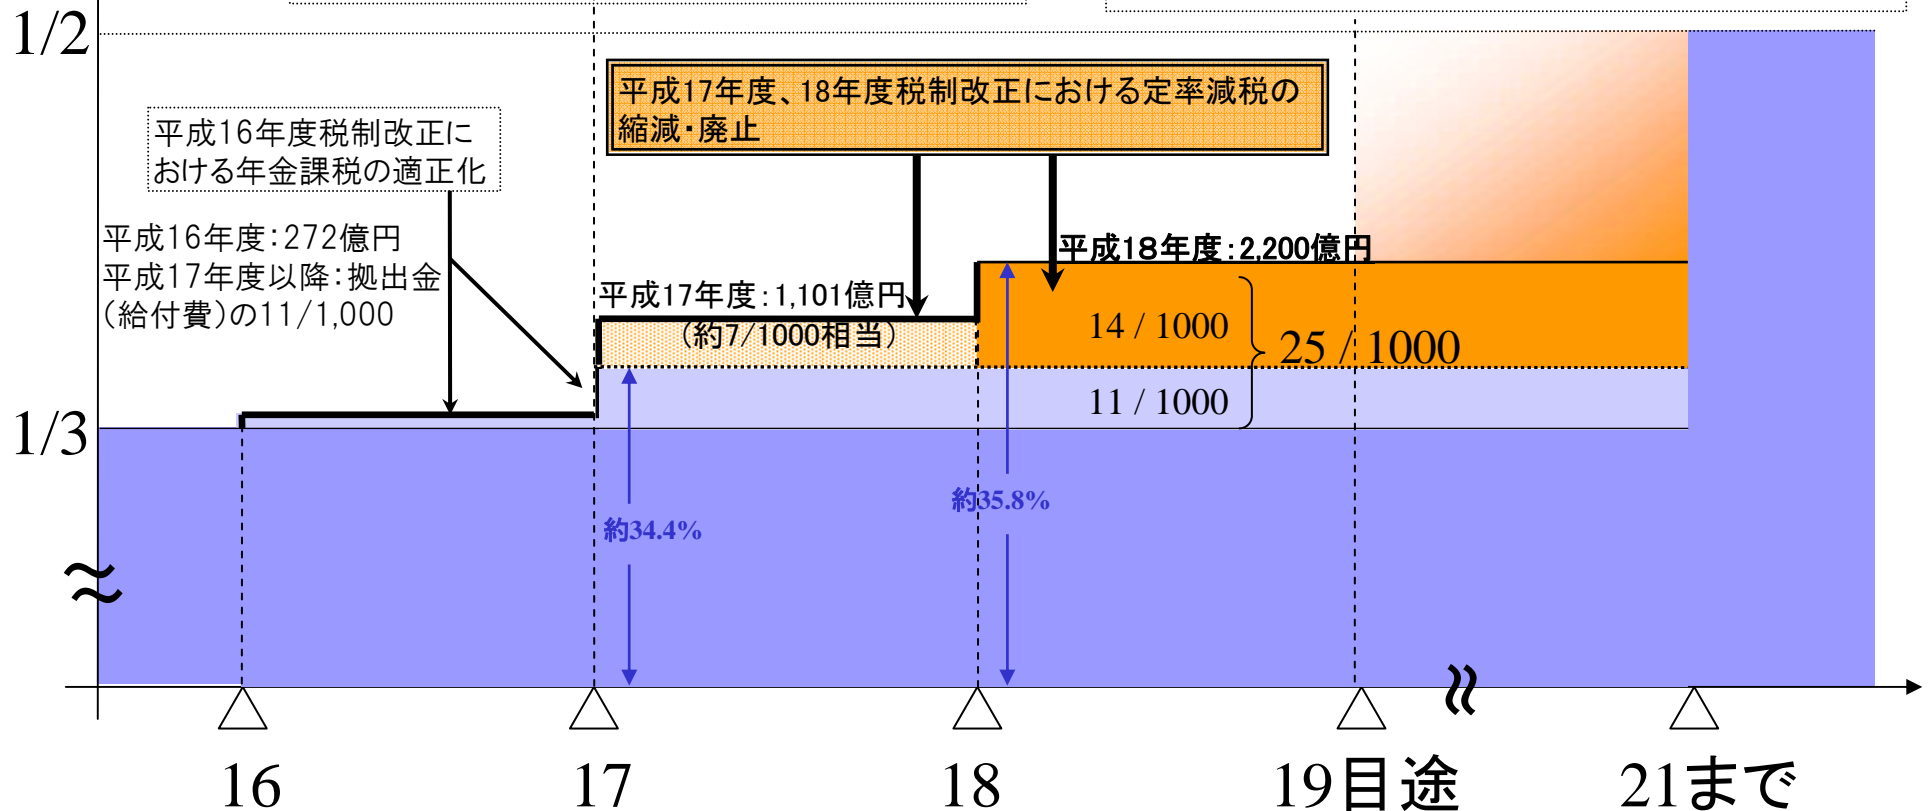 1/2
平成17年度、18年度税制改正における定率減税の
縮減・廃止
平成16年度税制改正に
おける年金課税の適正化
平成16年度：272億円
平成17年度以降：拠出金
（給付費）の11/1,000
平成18年度：2,200億円
平成17年度：1,101億円
（約7/1000相当）
14 / 1000
25 / 1000
11 / 1000
1/3
約35.8%
約34.4%
16
17
18
19目途
21まで